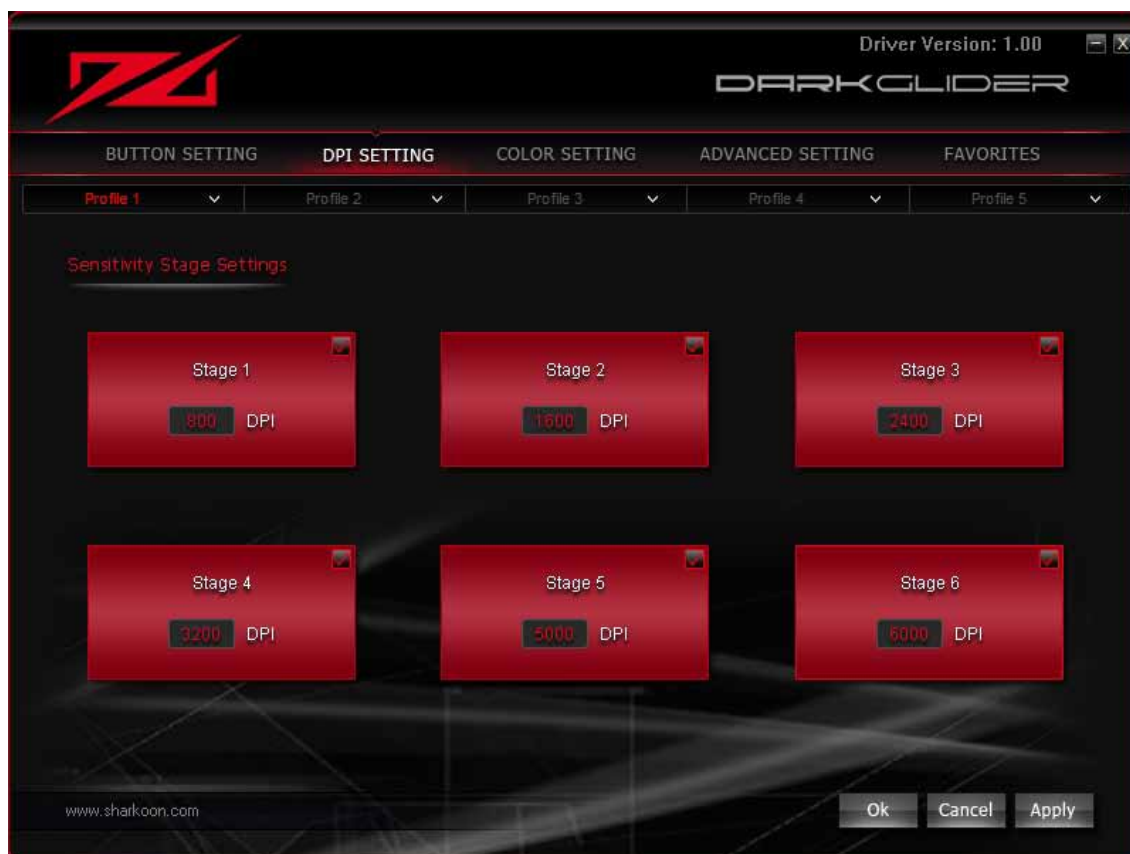 Driver Version: 1.00
DARKGLIDER
BUTTON SETTING DPI SETTING COLOR SETTING ADVANCED SETTING FAVORITES
Profile 1 Profile 2 Profile 3 Profile 4 Profile 5
Sensitivity Stage Settings
Stage 1 Stage 2 Stage 3
800 DPI 1600 DPI 2400 DPI
Stage 4 Stage 5 Stage 6
3200 DPI 5000 DPI 6000 DPI
www.sharkoon.com Ok Cancel Apply